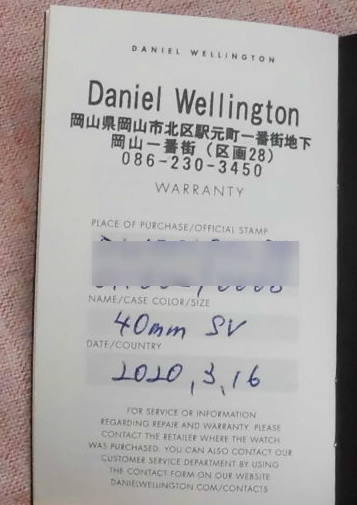 DANIEL WELLINGTON
Daniel Wellington
岡山県岡山市北区駅元町一番街地下
岡山一番街 (区画28)
086-230-3450
WARRANTY
PLACE OF PURCHASE/OFFICIAL STAMP
NAME/CASE COLOR/SIZE
40mm SV
DATE/COUNTRY
2020, 3, 16
FOR SERVICE OR INFORMATION
REGARDING REPAIR AND WARRANTY PLEASE
CONTACT THE RETAILER WHERE THE WATCH
WAS PURCHASED. YOU CAN ALSO CONTACT OUR
CUSTOMER SERVICE DEPARTMENT BY USING
THE CONTACT FORM ON OUR WEBSITE
DANIELWELLINGTON.COM/CONTACTS